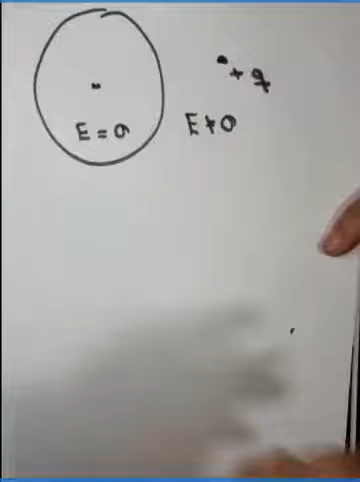 +q
E = 0
E ≠ 0